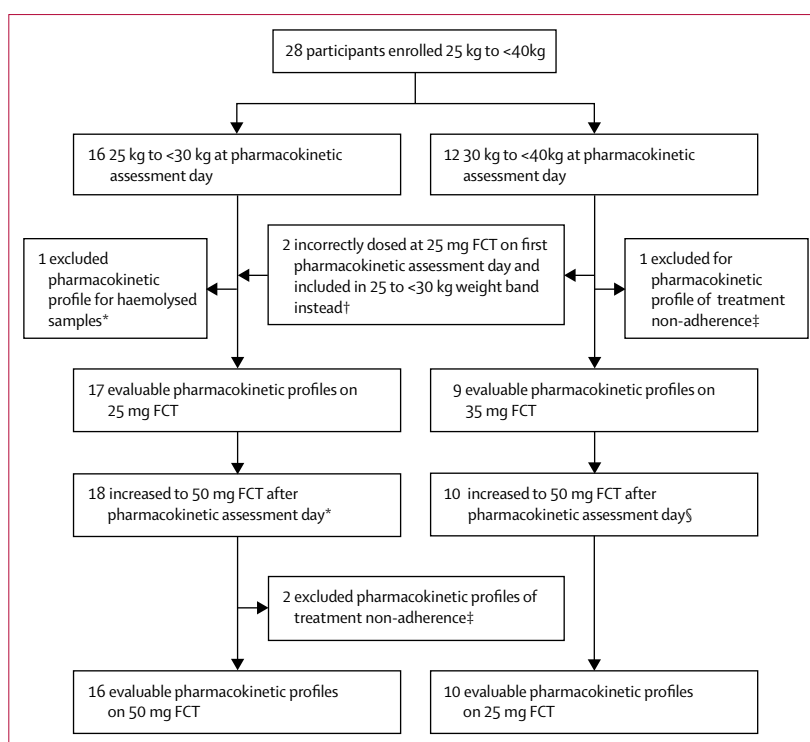 28 participants enrolled 25 kg to <40kg
16 25 kg to <30 kg at pharmacokinetic
assessment day
12 30 kg to <40kg at pharmacokinetic
assessment day
1 excluded
pharmacokinetic
profile for haemolysed
samples*
2 incorrectly dosed at 25 mg FCT on first
pharmacokinetic assessment day and
included in 25 to <30 kg weight band
instead†
1 excluded for
pharmacokinetic
profile of treatment
non-adherence‡
17 evaluable pharmacokinetic profiles on
25 mg FCT
9 evaluable pharmacokinetic profiles on
35 mg FCT
18 increased to 50 mg FCT after
pharmacokinetic assessment day*
10 increased to 50 mg FCT after
pharmacokinetic assessment day§
2 excluded pharmacokinetic profiles of
treatment non-adherence‡
16 evaluable pharmacokinetic profiles
on 50 mg FCT
10 evaluable pharmacokinetic profiles
on 25 mg FCT